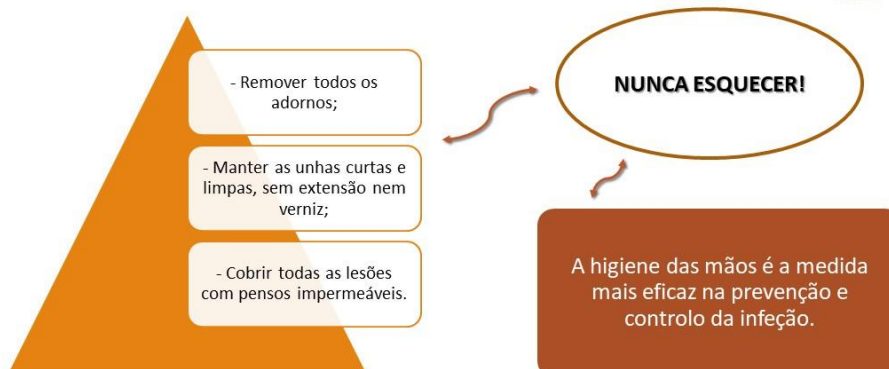 - Remover todos os
adornos;
- Manter as unhas curtas e
limpas, sem extensão nem
verniz;
- Cobrir todas as lesões
com pensos impermeáveis.
NUNCA ESQUECER!
A higiene das mãos é a medida
mais eficaz na prevenção e
controlo da infeção.